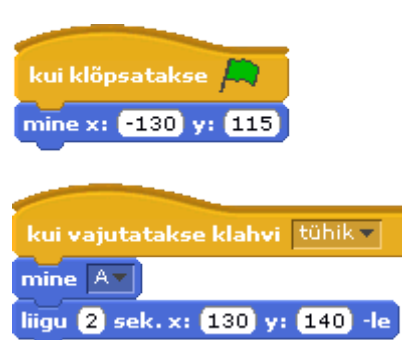 kui klõpsatakse
mine x: -130 y: 115
kui vajutatakse klahvi tühik
mine A
liigu 2 sek. x: 130 y: 140 -le